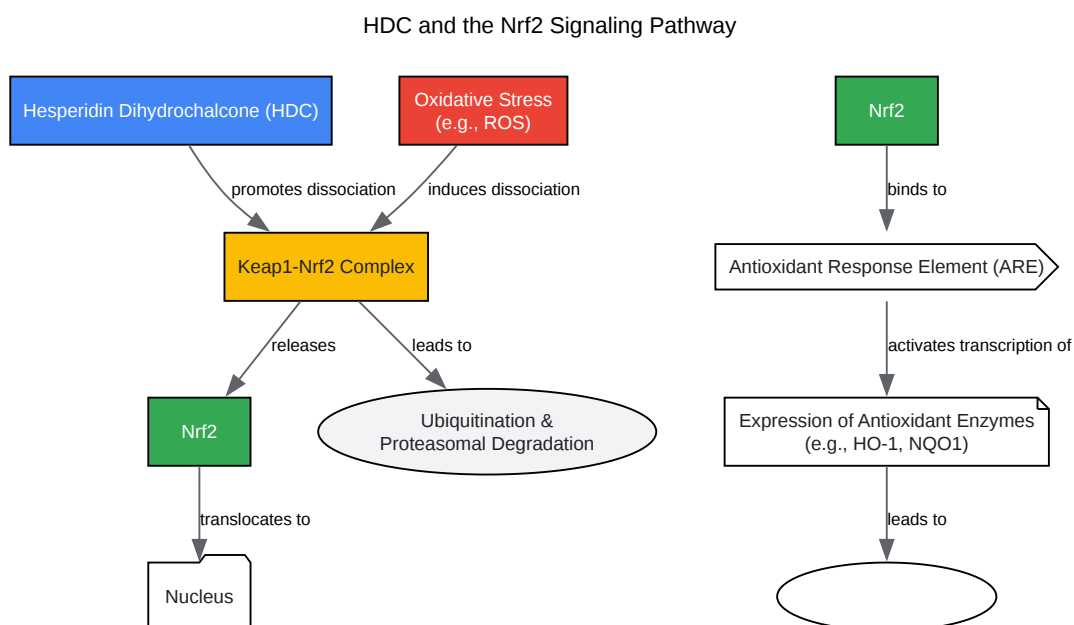 HDC and the Nrf2 Signaling Pathway
Hesperidin Dihydrochalcone (HDC)
Oxidative Stress
(e.g., ROS)
Nrf2
promotes dissociation
induces dissociation
binds to
Keap1-Nrf2 Complex
Antioxidant Response Element (ARE)
releases
leads to
activates transcription of
Nrf2
Ubiquitination &
Proteasomal Degradation
Expression of Antioxidant Enzymes
(e.g., HO-1, NQO1)
translocates to
leads to
Nucleus